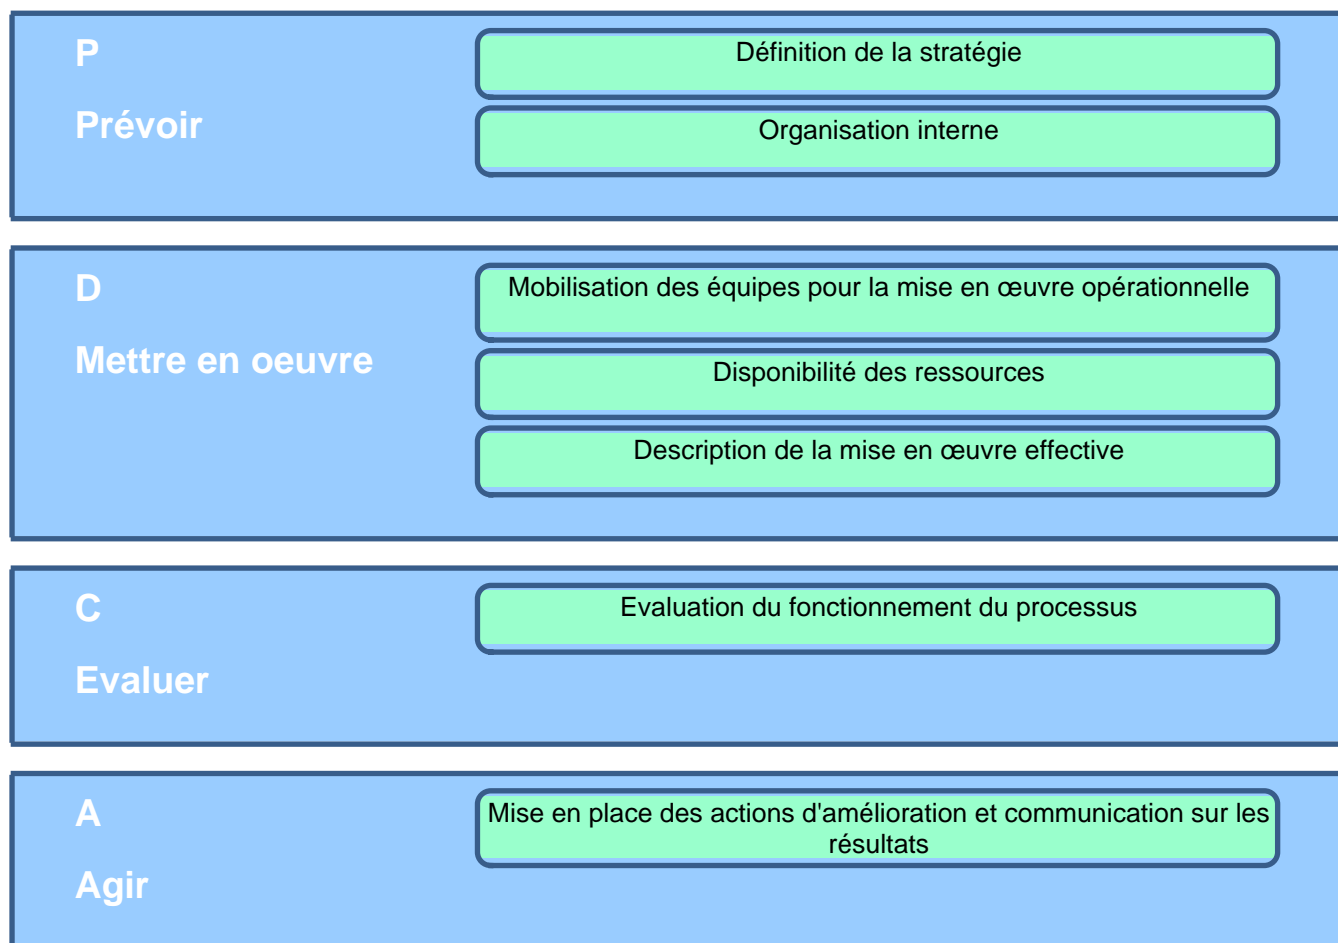 P
Prévoir
Définition de la stratégie
Organisation interne
D
Mettre en oeuvre
Mobilisation des équipes pour la mise en œuvre opérationnelle
Disponibilité des ressources
Description de la mise en œuvre effective
C
Evaluer
Evaluation du fonctionnement du processus
A
Agir
Mise en place des actions d'amélioration et communication sur les
résultats